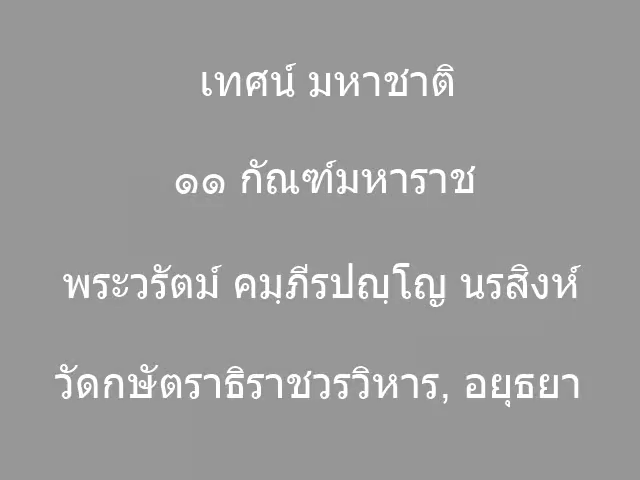 เทศน์ มหาชาติ
๑๑ กัณฑ์มหาราช
พระวรัตม์ คมฺภีรปญฺโญ นรสิงห์
วัดกษัตราธิราชวรวิหาร, อยุธยา